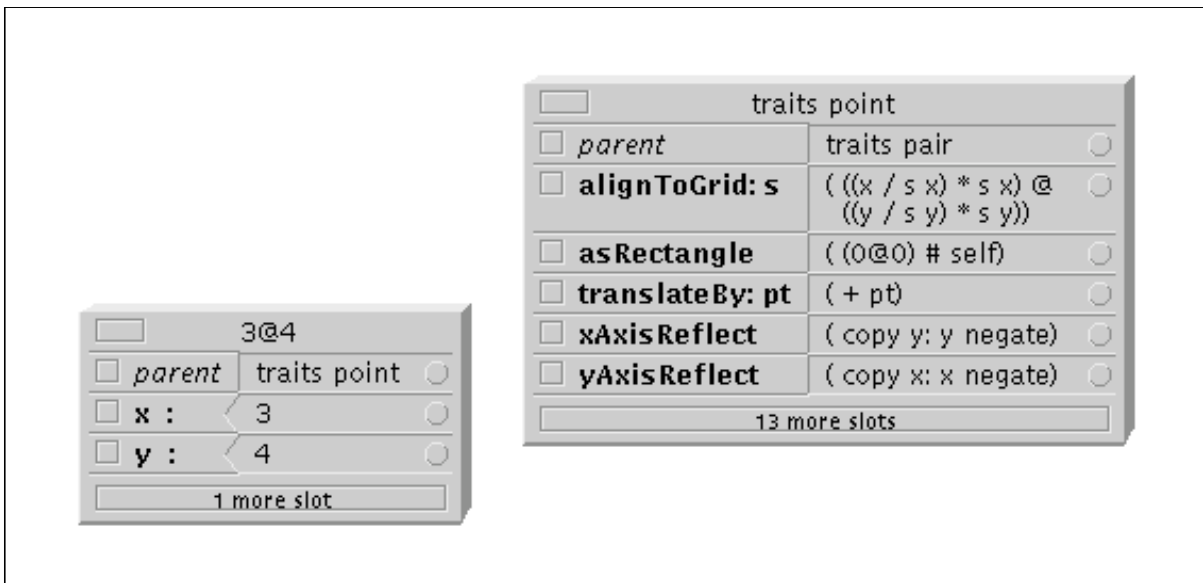 traits point
parent traits pair
alignToGrid: s ( ((x / s x) * s x) @
((y / s y) * s y))
asRectangle ( (0@0) # self)
translateBy: pt ( + pt)
xAxisReflect ( copy y: y negate)
yAxisReflect ( copy x: x negate)
13 more slots
3@4
parent traits point
x : 3
y : 4
1 more slot